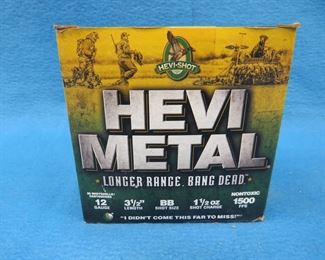 HEVI-SHOT
HEVI
METAL
LONGER RANGE. BANG DEAD
NONTOXIC
12 3½" BB 1½ oz 1500
GAUGE LENGTH SHOT SIZE SHOT CHARGE FPS
"I DIDN'T COME THIS FAR TO MISS!"